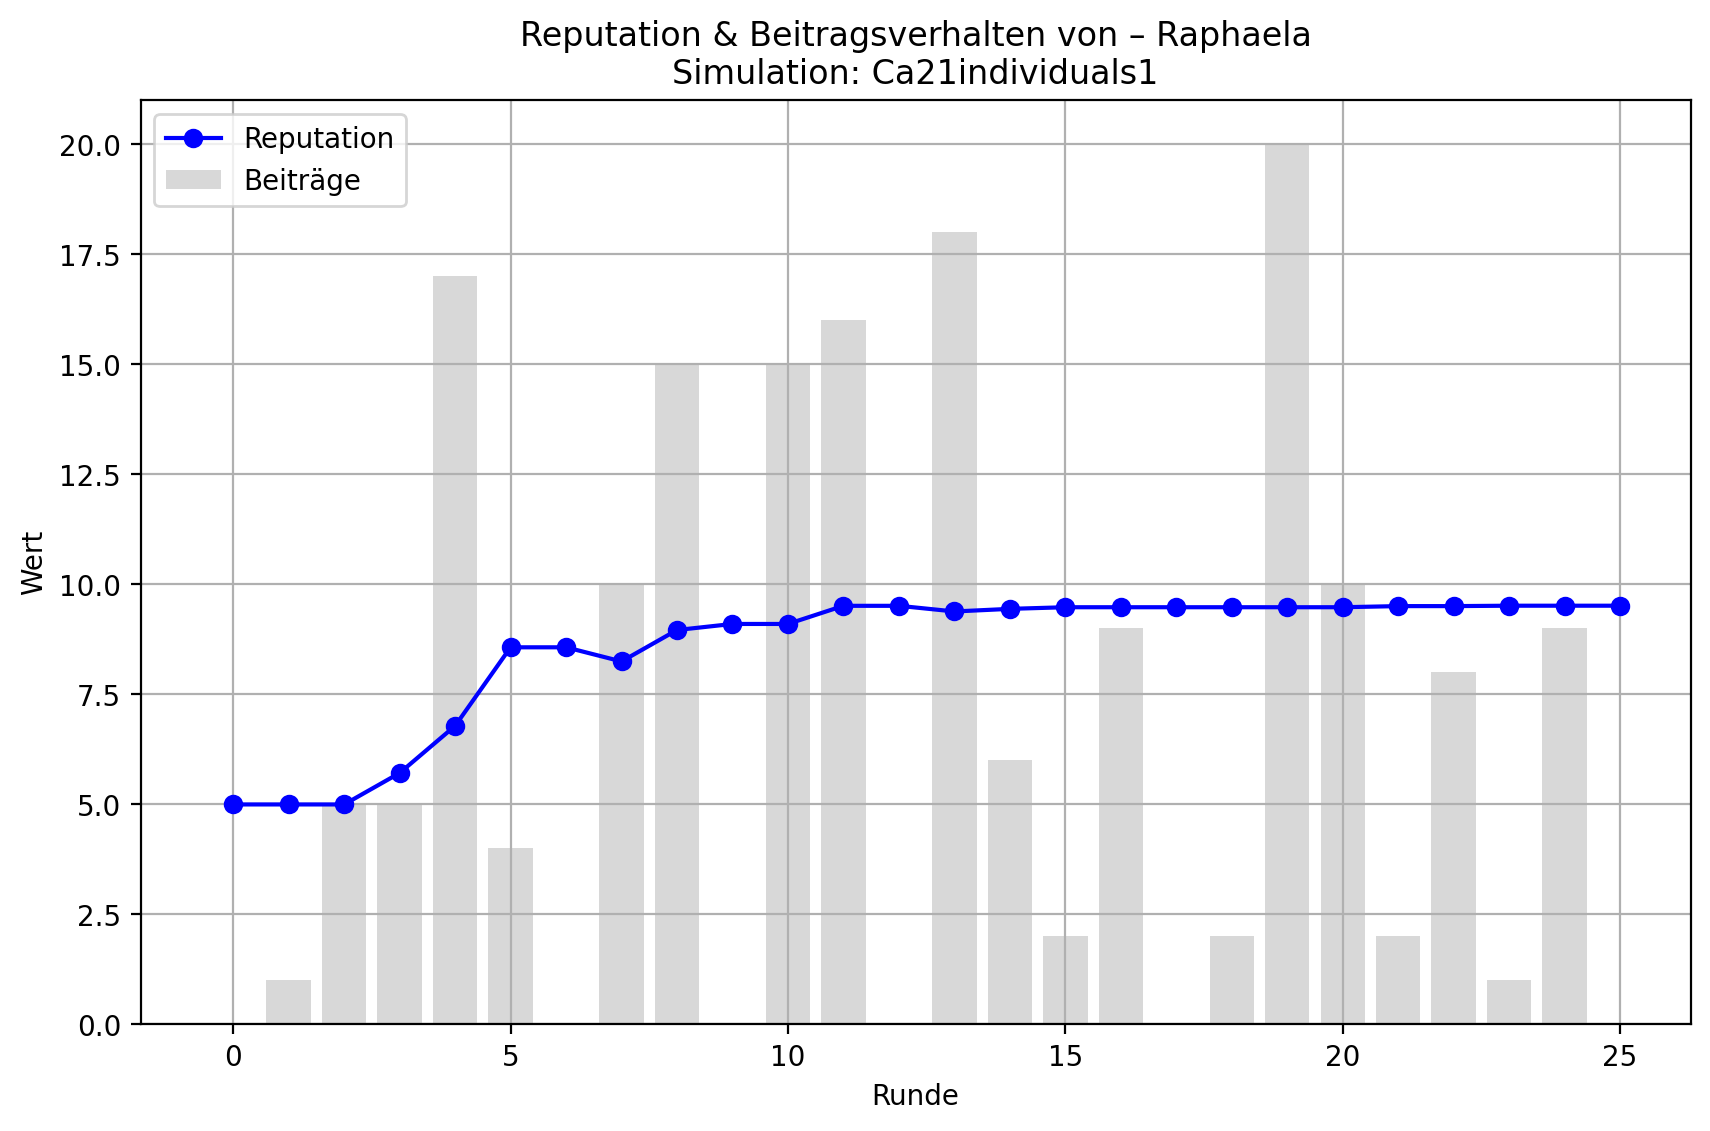 Reputation & Beitragsverhalten von – Raphaela
Simulation: Ca21individuals1
Reputation
Beiträge
20.0
17.5
15.0
12.5
10.0
7.5
5.0
2.5
0.0
Wert
0 5 10 15 20 25
Runde